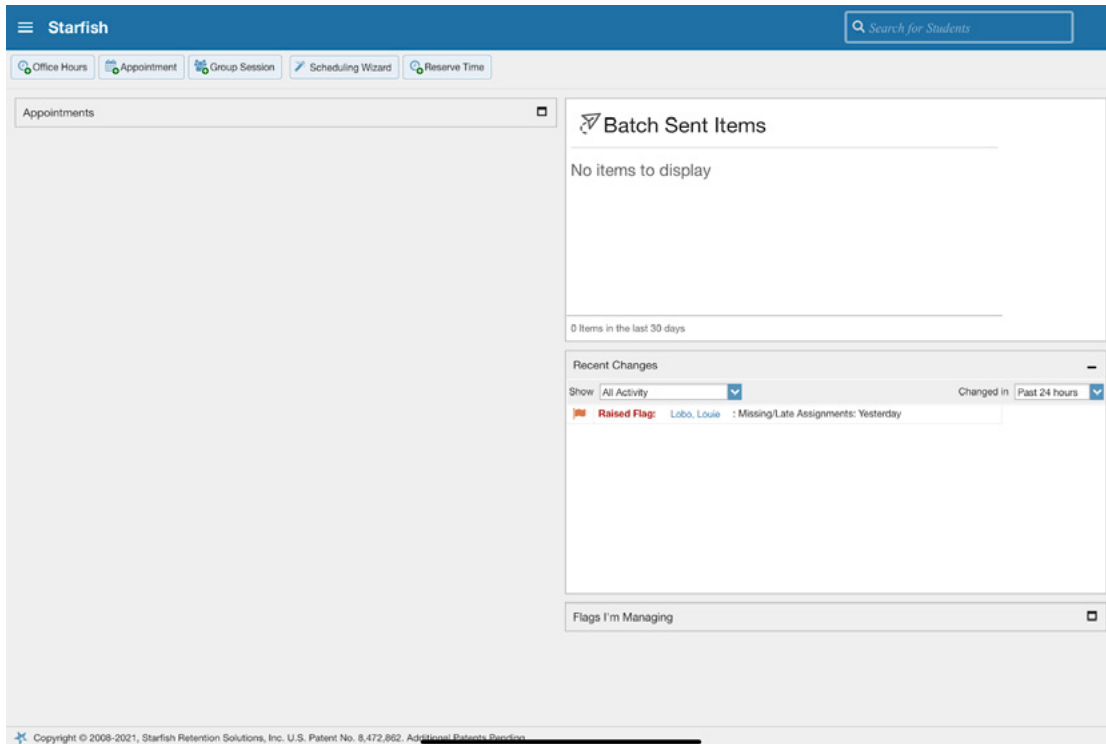 Starfish
Search for Students
Office Hours
Appointment
Group Session
Scheduling Wizard
Reserve Time
Appointments
Batch Sent Items
No items to display
0 Items in the last 30 days
Recent Changes
Show All Activity Changed in Past 24 hours
Raised Flag: Lobo, Louie : Missing/Late Assignments: Yesterday
Flags I'm Managing
Copyright © 2008-2021, Starfish Retention Solutions, Inc. U.S. Patent No. 8,472,862. Additional Patents Pending